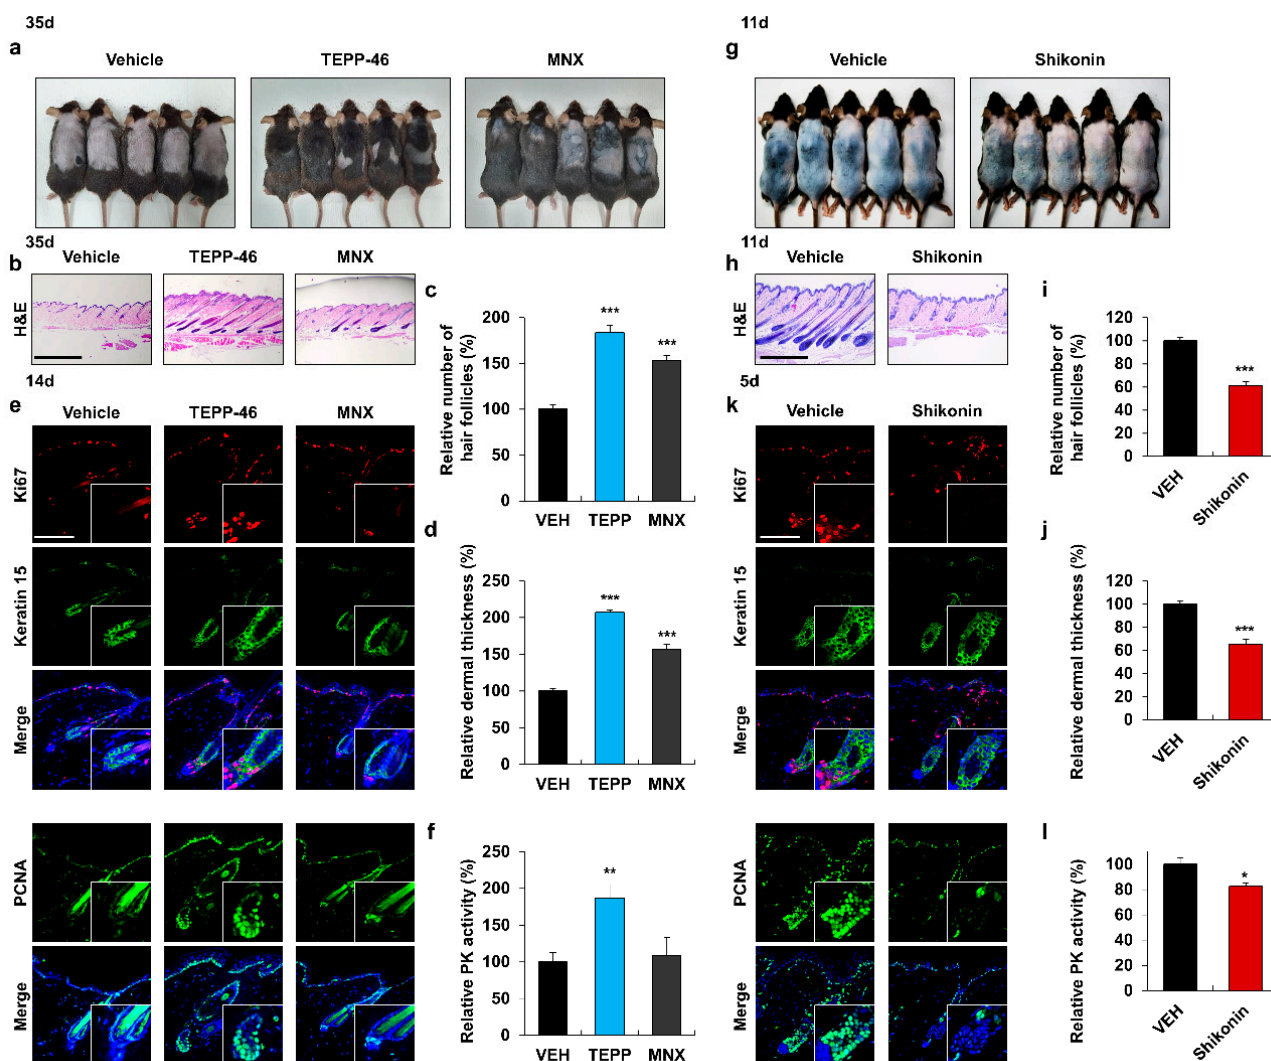 35d
a
Vehicle
TEPP-46
MNX
35d
b
Vehicle
TEPP-46
MNX
H&E
c
Relative number of
hair follicles (%)
200
150
100
50
0
***
***
VEH
TEPP
MNX
14d
e
Vehicle
TEPP-46
MNX
Ki67
Keratin 15
Merge
PCNA
Merge
d
Relative dermal thickness (%)
250
200
150
100
50
0
***
***
VEH
TEPP
MNX
f
Relative PK activity (%)
250
200
150
100
50
0
**
VEH
TEPP
MNX
11d
g
Vehicle
Shikonin
11d
h
Vehicle
Shikonin
H&E
i
Relative number of
hair follicles (%)
120
100
80
60
40
20
0
***
VEH
Shikonin
5d
k
Vehicle
Shikonin
Ki67
Keratin 15
Merge
PCNA
Merge
j
Relative dermal thickness (%)
120
100
80
60
40
20
0
***
VEH
Shikonin
l
Relative PK activity (%)
120
100
80
60
40
20
0
*
VEH
Shikonin